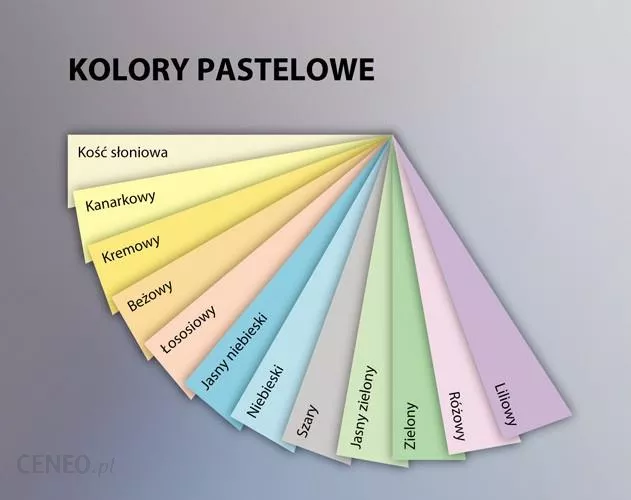 KOLORY PASTELOWE
Kość słoniowa
Kanarkowy
Kremowy
Beżowy
Łososiowy
Jasny niebieski
Niebieski
Szary
Jasny zielony
Zielony
Różowy
Liliowy
CENEO.pl